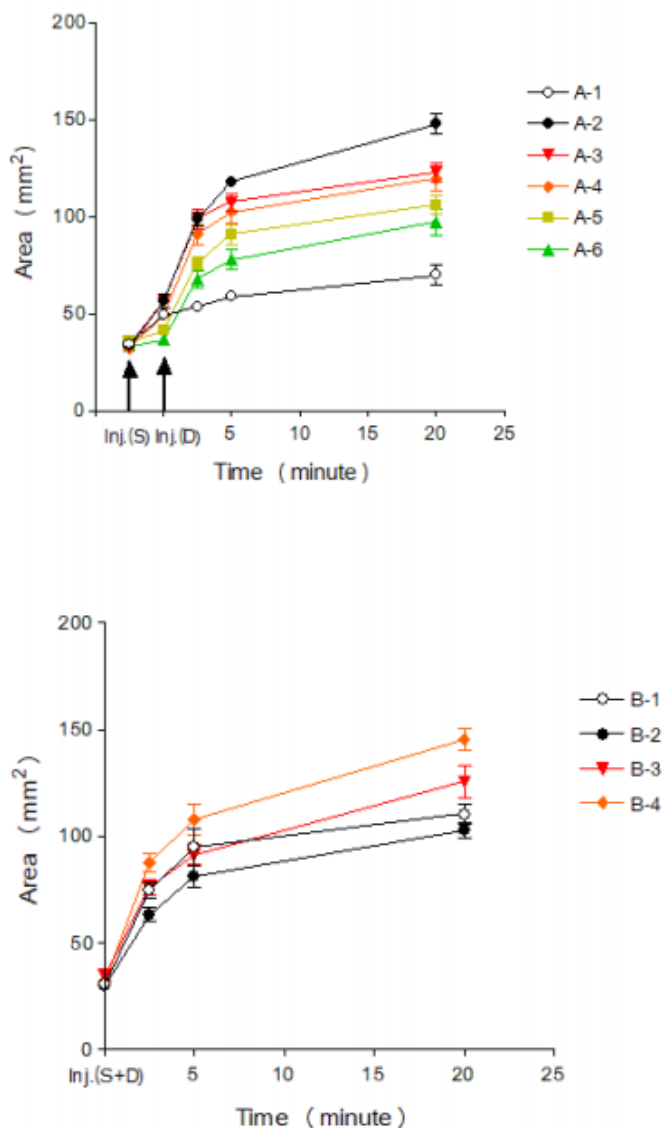 200
150
100
50
0
Area ( mm2 )
Inj.(S) Inj.(D) 5 10 15 20 25
Time ( minute )
A-1
A-2
A-3
A-4
A-5
A-6
200
150
100
50
0
Area ( mm2 )
Inj.(S+D) 5 10 15 20 25
Time ( minute )
B-1
B-2
B-3
B-4